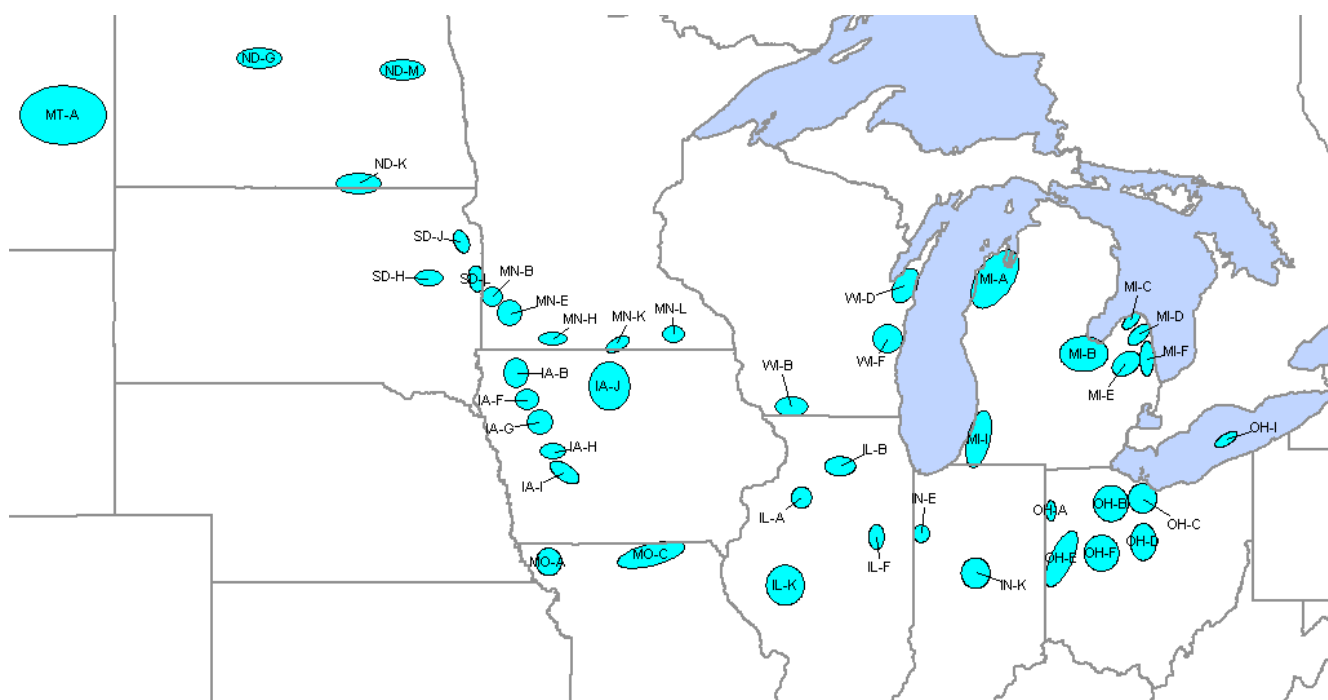 ND-G
ND-M
MT-A
ND-K
SD-J
SD-H
SD-L
MN-B
MN-E
MN-H
MN-K
MN-L
WI-D
MI-A
MI-C
MI-D
WI-F
MI-B
MI-F
MI-E
WI-B
IA-B
IA-J
IA-F
IA-G
IA-H
IA-I
MI-I
OH-I
IL-B
IL-A
IN-E
OH-A
OH-B
OH-C
OH-D
MO-A
MO-C
IL-F
OH-E
OH-F
IL-K
IN-K